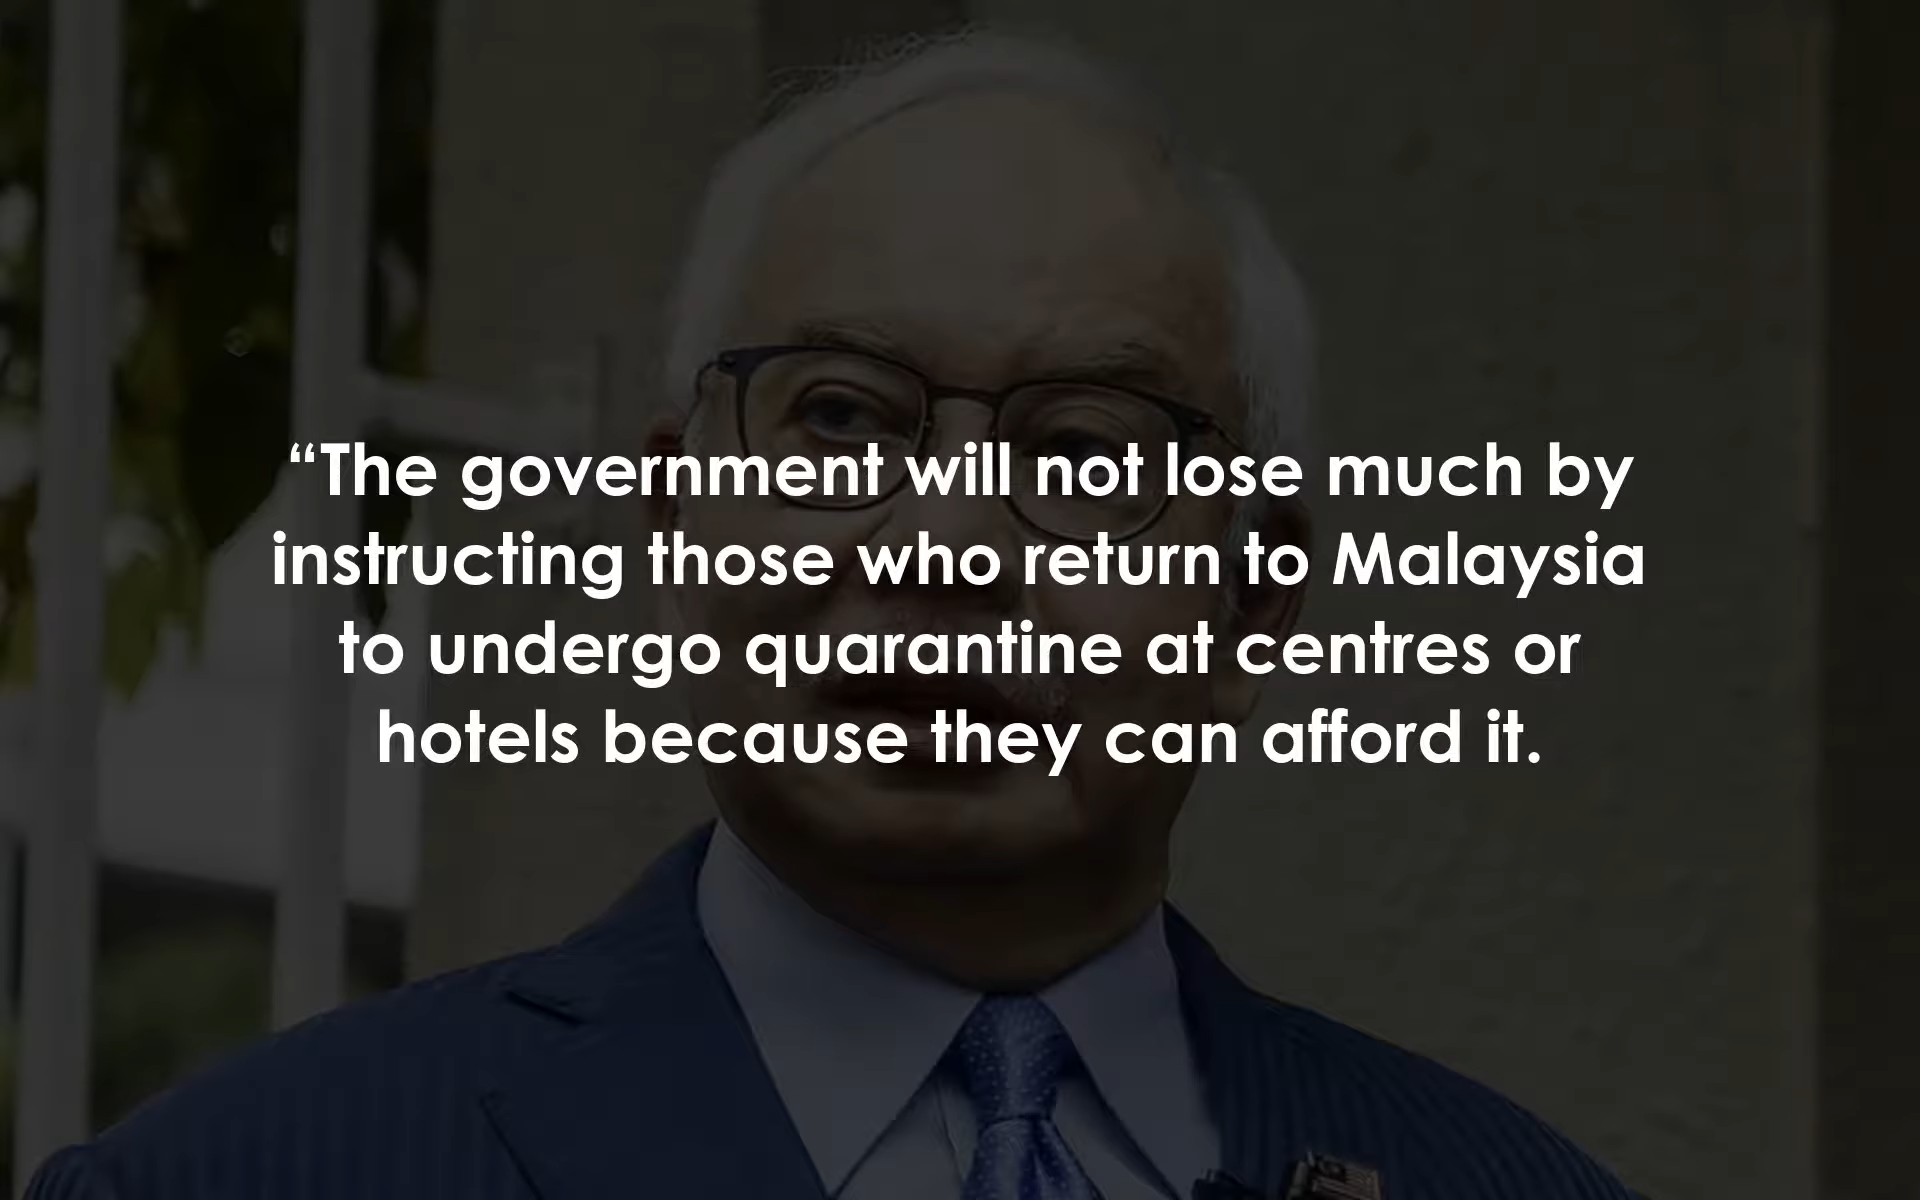 “The government will not lose much by
instructing those who return to Malaysia
to undergo quarantine at centres or
hotels because they can afford it.